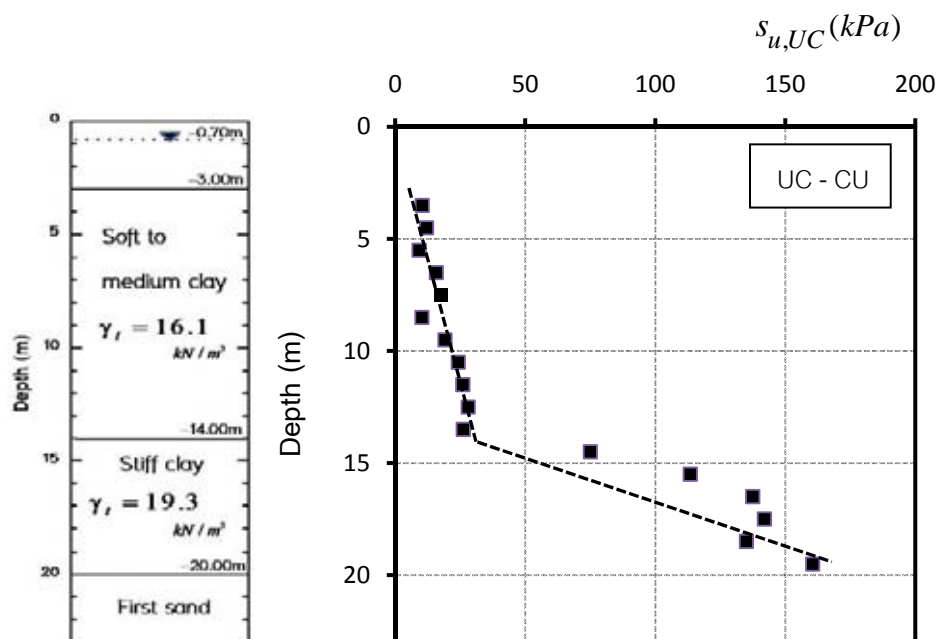 s_{u,UC} (kPa)
0 50 100 150 200
UC - CU
Depth (m)
0
5
10
15
20
Depth (m)
0
5
10
15
20
-0.70m
-3.00m
Soft to
medium clay
γ_t = 16.1
kN / m³
-14.00m
Stiff clay
γ_t = 19.3
kN / m³
-20.00m
First sand